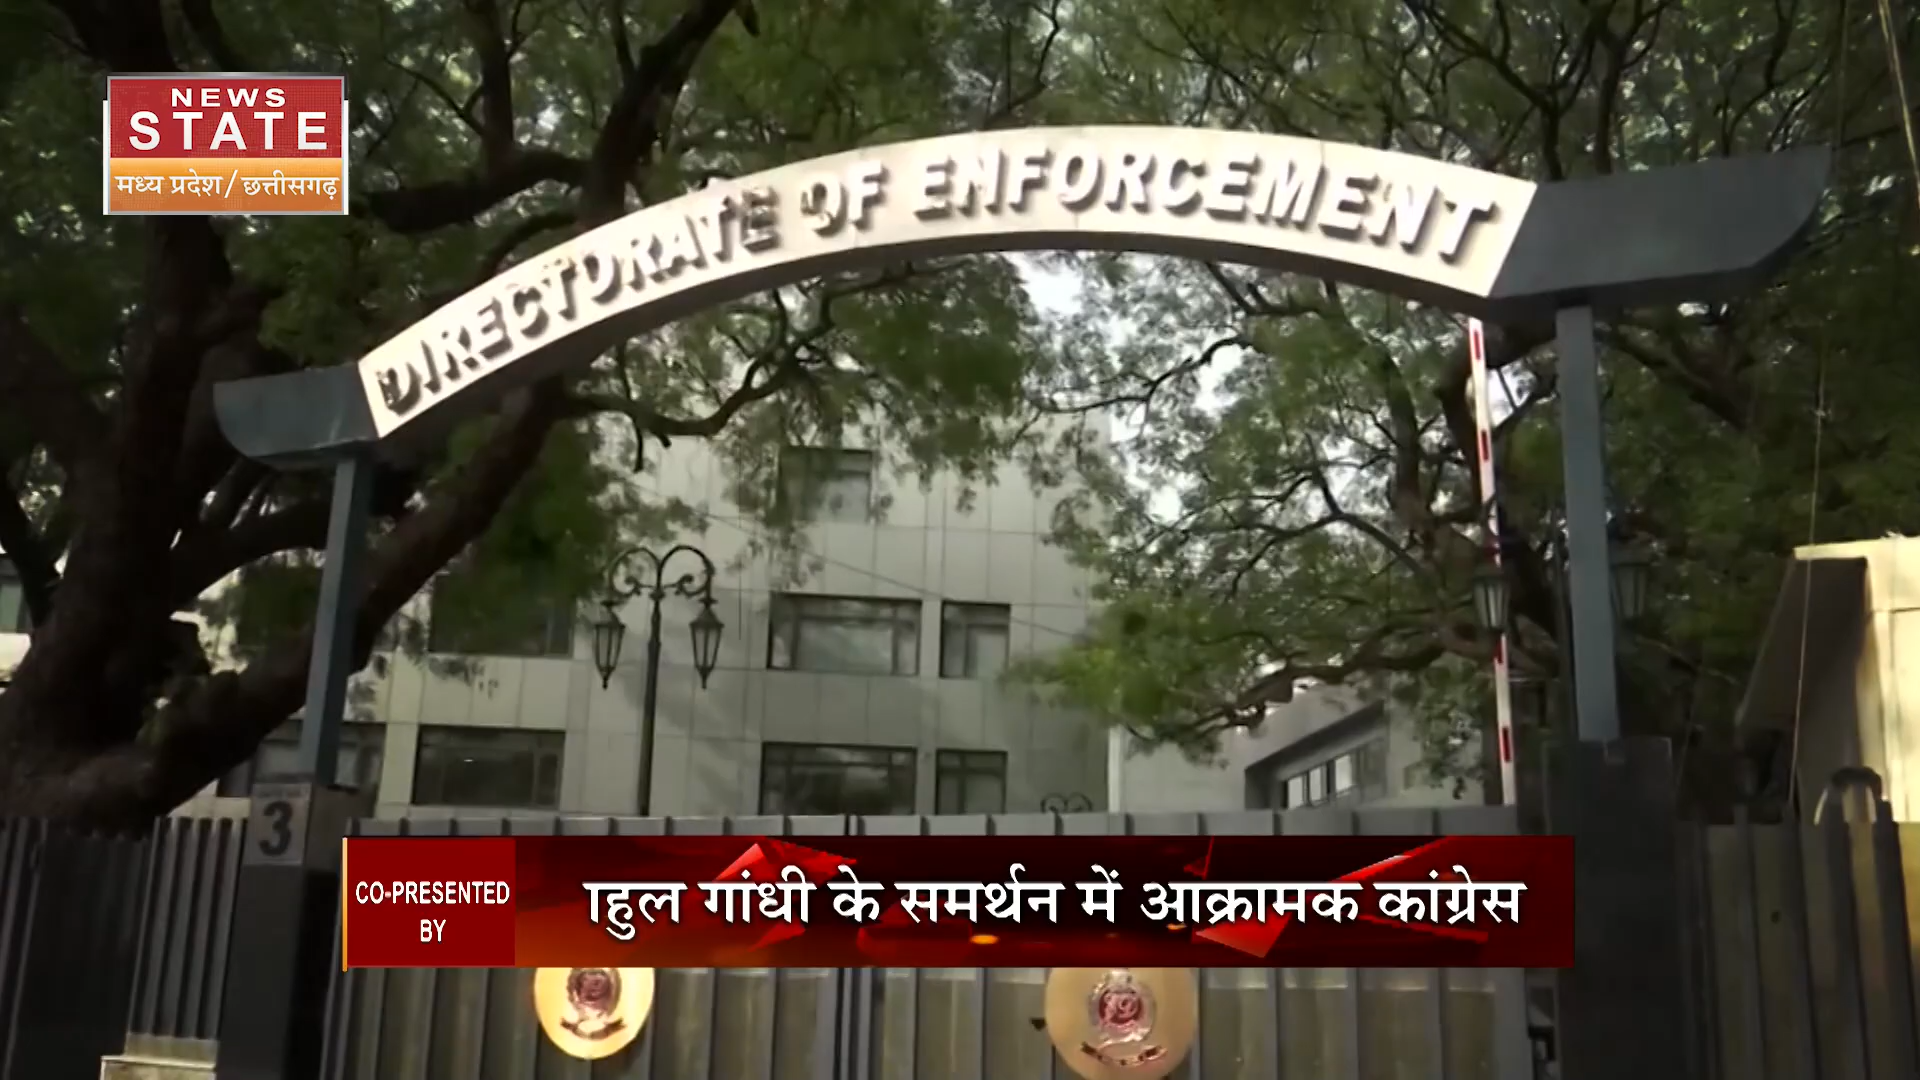 NEWS
STATE
मध्य प्रदेश/छत्तीसगढ़
DIRECTORATE OF ENFORCEMENT
3
CO-PRESENTED
BY
ाहुल गांधी के समर्थन में आक्रामक कांग्रेस